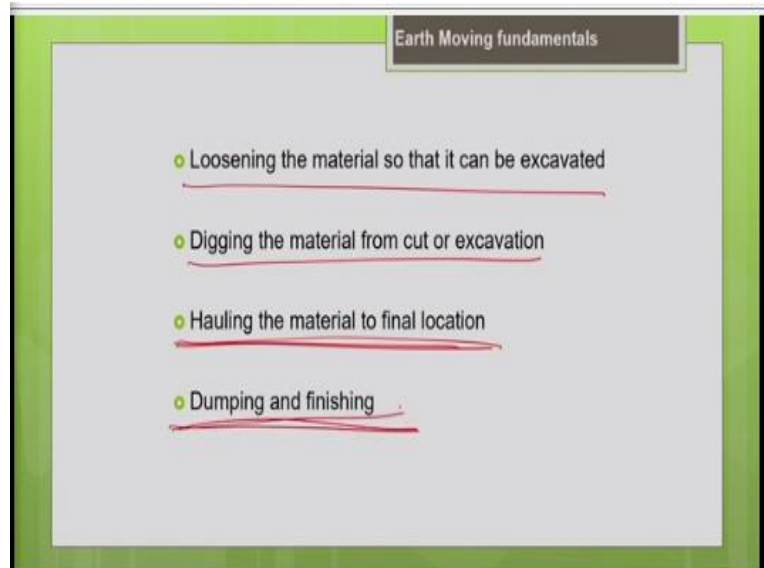 Earth Moving fundamentals
Loosening the material so that it can be excavated
Digging the material from cut or excavation
Hauling the material to final location
Dumping and finishing